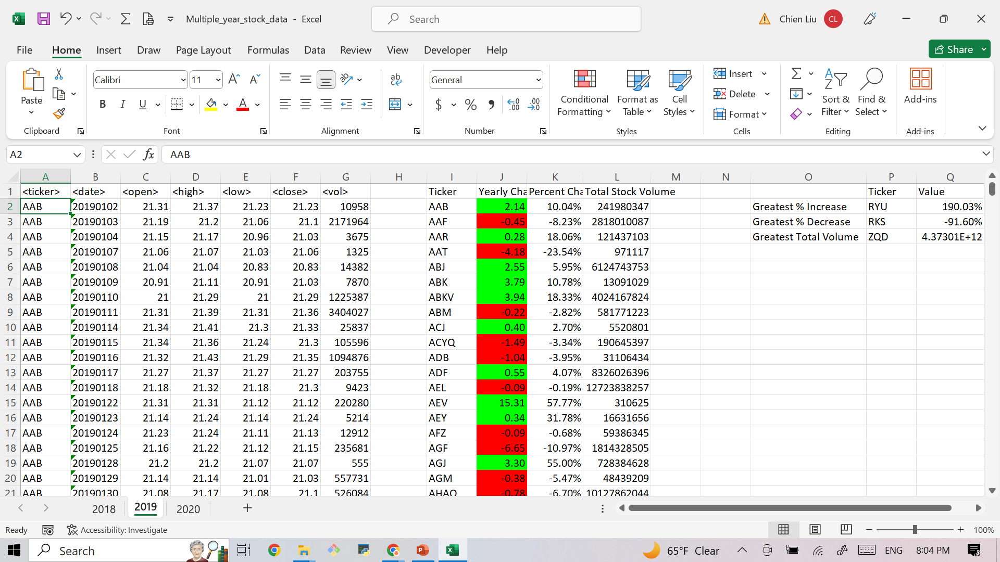 Multiple_year_stock_data - Excel
Search
Chien Liu CL
File Home Insert Draw Page Layout Formulas Data Review View Developer Help
Share
Paste
Clipboard
Calibri 11
B I U
Font
Alignment
General
Number
Conditional Formatting
Format as Table
Cell Styles
Styles
Insert
Delete
Format
Cells
Sort & Filter
Find & Select
Editing
Add-ins
Add-ins
A2 fx AAB
A B C D E F G H I J K L M N O P Q
1 <ticker> <date> <open> <high> <low> <close> <vol> Ticker Yearly Cha Percent Cha Total Stock Volume Ticker Value
2 AAB 20190102 21.31 21.37 21.23 21.23 10958 AAB 2.14 10.04% 241980347 Greatest % Increase RYU 190.03%
3 AAB 20190103 21.19 21.2 21.06 21.1 2171964 AAF -0.45 -8.23% 2818010087 Greatest % Decrease RKS -91.60%
4 AAB 20190104 21.15 21.17 20.96 21.03 3675 AAR 0.28 18.06% 121437103 Greatest Total Volume ZQD 4.37301E+12
5 AAB 20190107 21.06 21.07 21.03 21.06 1325 AAT -4.18 -23.54% 971117
6 AAB 20190108 21.04 21.04 20.83 20.83 14382 ABJ 2.55 5.95% 6124743753
7 AAB 20190109 20.91 21.11 20.91 21.03 7870 ABK 3.79 10.78% 13091029
8 AAB 20190110 21 21.29 21 21.29 1225387 ABKV 3.94 18.33% 4024167824
9 AAB 20190111 21.31 21.39 21.31 21.36 3404027 ABM -0.22 -2.82% 581771223
10 AAB 20190114 21.34 21.41 21.3 21.33 25837 ACJ 0.40 2.70% 5520801
11 AAB 20190115 21.34 21.36 21.24 21.3 105596 ACYQ -1.49 -3.34% 190645397
12 AAB 20190116 21.32 21.43 21.29 21.35 1094876 ADB -1.04 -3.95% 31106434
13 AAB 20190117 21.27 21.37 21.27 21.27 203755 ADF 0.55 4.07% 8326026396
14 AAB 20190118 21.18 21.32 21.18 21.3 9423 AEL -0.09 -0.19% 12723838257
15 AAB 20190122 21.31 21.31 21.12 21.12 220280 AEV 15.31 57.77% 310625
16 AAB 20190123 21.14 21.24 21.14 21.24 5214 AEY 0.34 31.78% 16631656
17 AAB 20190124 21.23 21.24 21.11 21.13 12912 AFZ -0.09 -0.68% 59386345
18 AAB 20190125 21.16 21.22 21.12 21.15 235681 AGF -6.65 -10.97% 1814328505
19 AAB 20190128 21.2 21.2 21.07 21.07 555 AGJ 3.30 55.00% 728384628
20 AAB 20190129 21.14 21.14 21.01 21.03 557731 AGM -0.38 -5.47% 48439209
21 AAB 20190130 21.08 21.17 21.08 21.1 526084 AHAO -0.78 -6.70% 10127862044
2018 2019 2020
Ready Accessibility: Investigate 100%
Search 65°F Clear ENG 8:04 PM